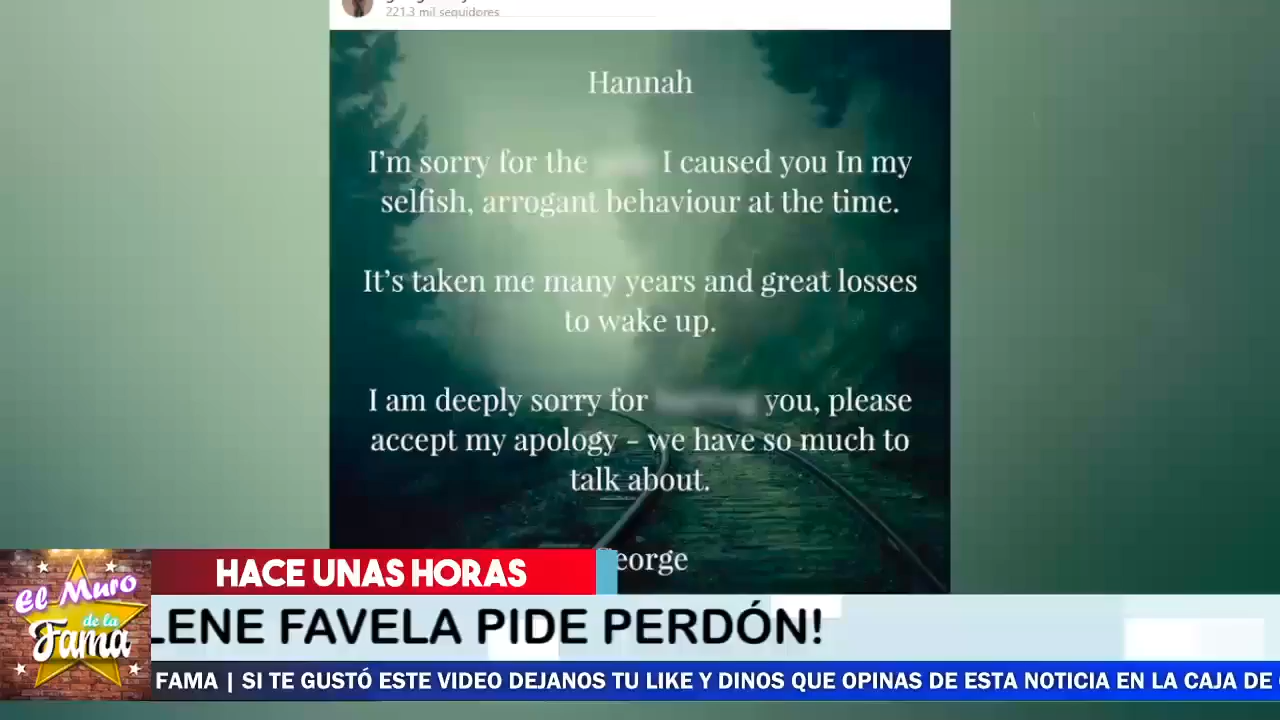 221.3 mil seguidores
Hannah
I'm sorry for the I caused you In my
selfish, arrogant behaviour at the time.
It's taken me many years and great losses
to wake up.
I am deeply sorry for you, please
accept my apology - we have so much to
talk about.
eorge
HACE UNAS HORAS
El Muro
de la
Fama
LENE FAVELA PIDE PERDÓN!
FAMA | SI TE GUSTÓ ESTE VIDEO DEJANOS TU LIKE Y DINOS QUE OPINAS DE ESTA NOTICIA EN LA CAJA DE